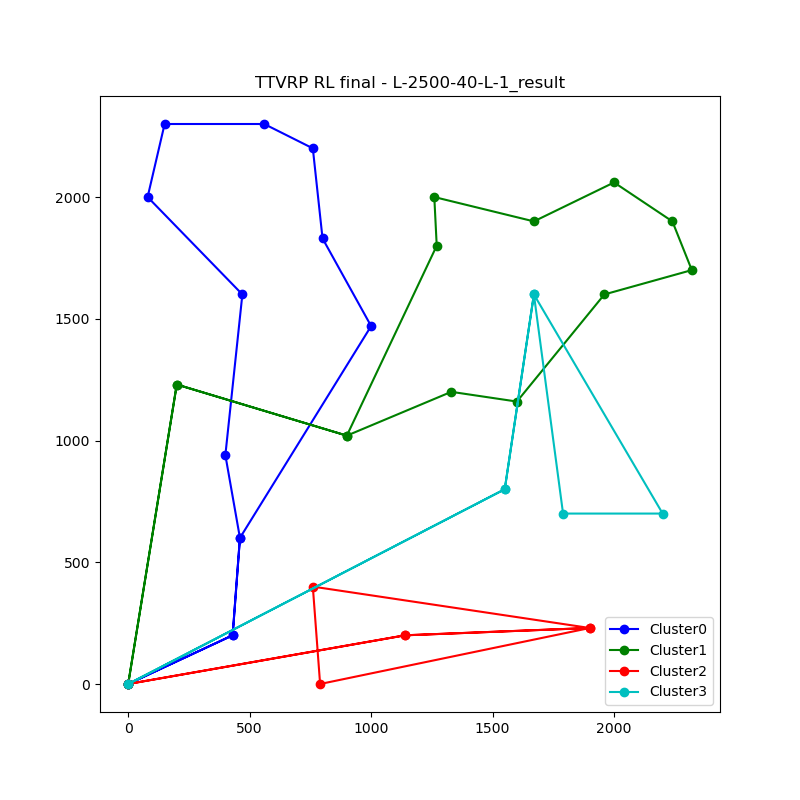 TTVRP RL final - L-2500-40-L-1_result
2000
1500
1000
500
0
0 500 1000 1500 2000
Cluster0
Cluster1
Cluster2
Cluster3